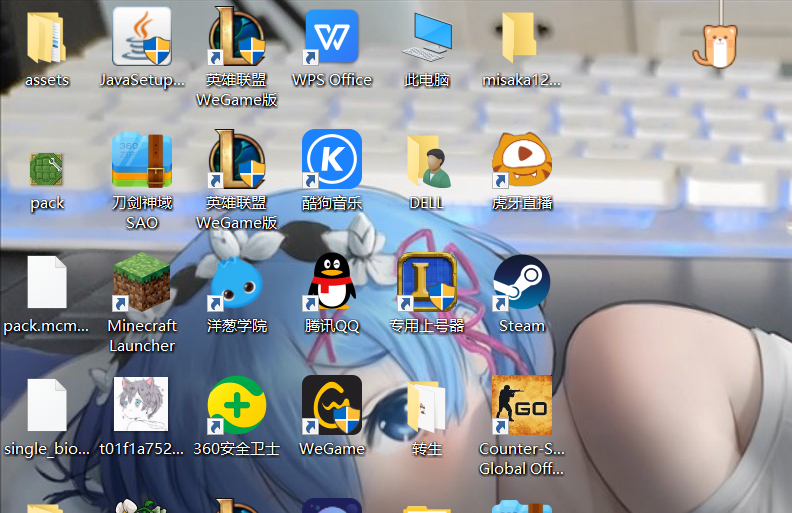 assets
JavaSetup...
英雄联盟
WeGame版
WPS Office
此电脑
misaka12...
pack
360
刀剑神域
SAO
英雄联盟
WeGame版
酷狗音乐
DELL
虎牙直播
pack.mcm...
Minecraft
Launcher
洋葱学院
腾讯QQ
专用上号器
Steam
GO
single_bio...
t01f1a752...
360安全卫士
WeGame
转生
Counter-S...
Global Off...